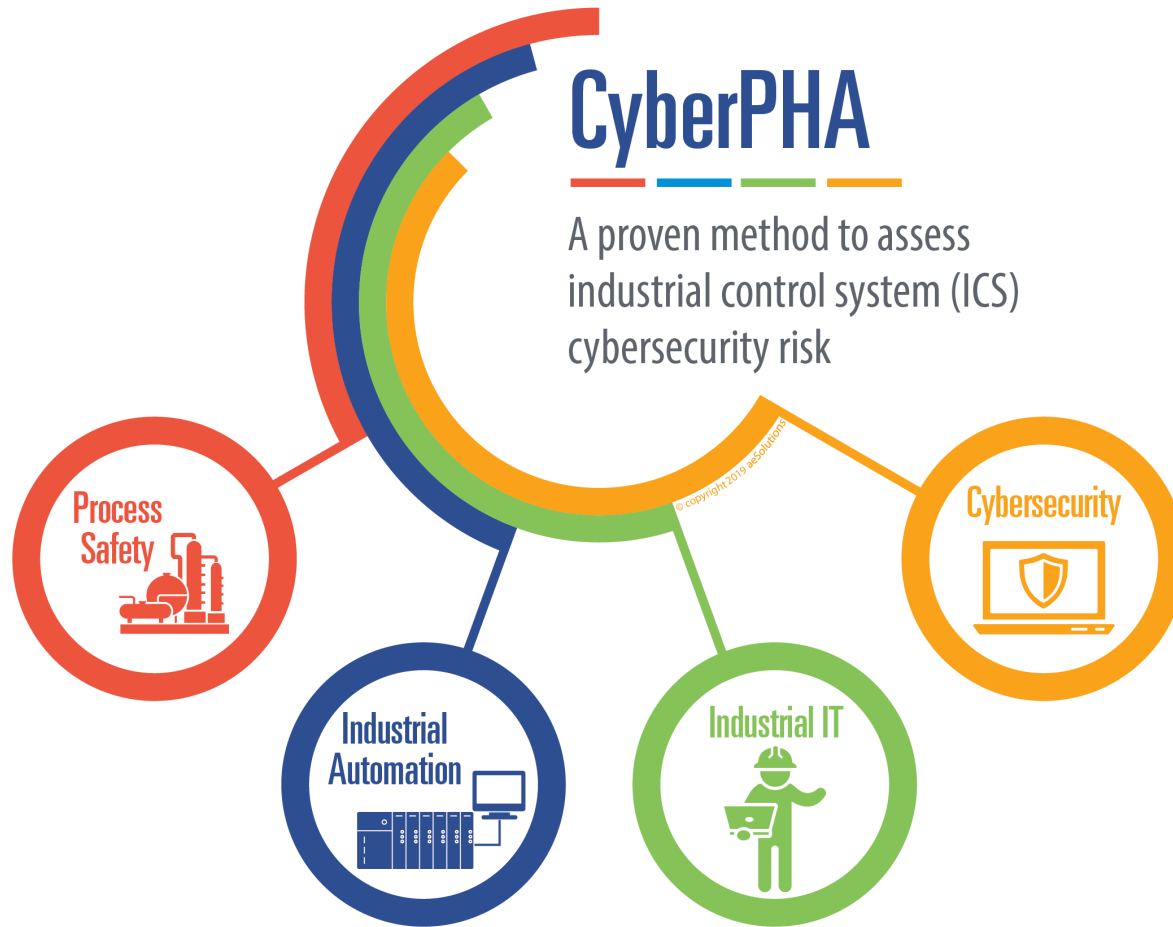 CyberPHA
A proven method to assess
industrial control system (ICS)
cybersecurity risk
© copyright 2019 aeSolutions
Process
Safety
Cybersecurity
Industrial
Automation
Industrial IT